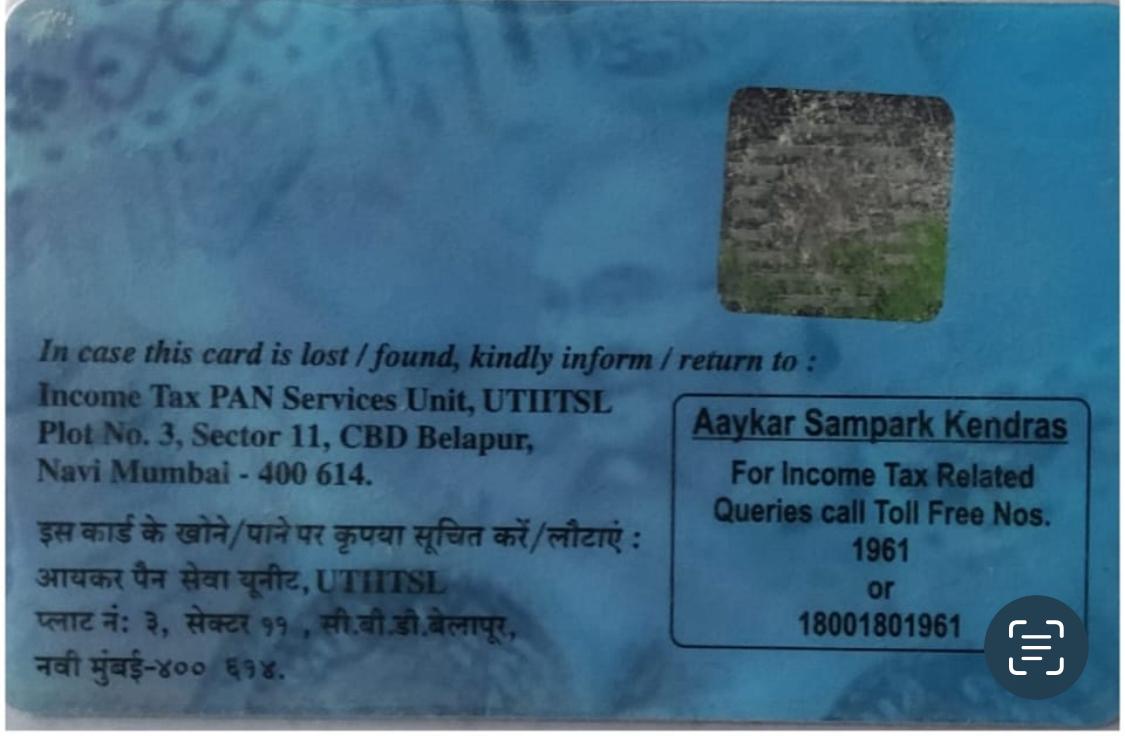 In case this card is lost / found, kindly inform / return to :
Income Tax PAN Services Unit, UTIITSL
Plot No. 3, Sector 11, CBD Belapur,
Navi Mumbai - 400 614.
इस कार्ड के खोने/पाने पर कृपया सूचित करें/लौटाएं :
आयकर पैन सेवा यूनीट, UTIITSL
प्लाट नं: ३, सेक्टर ११ , सी.बी.डी.बेलापूर,
नवी मुंबई-४०० ६१४.
Aaykar Sampark Kendras
For Income Tax Related
Queries call Toll Free Nos.
1961
or
18001801961